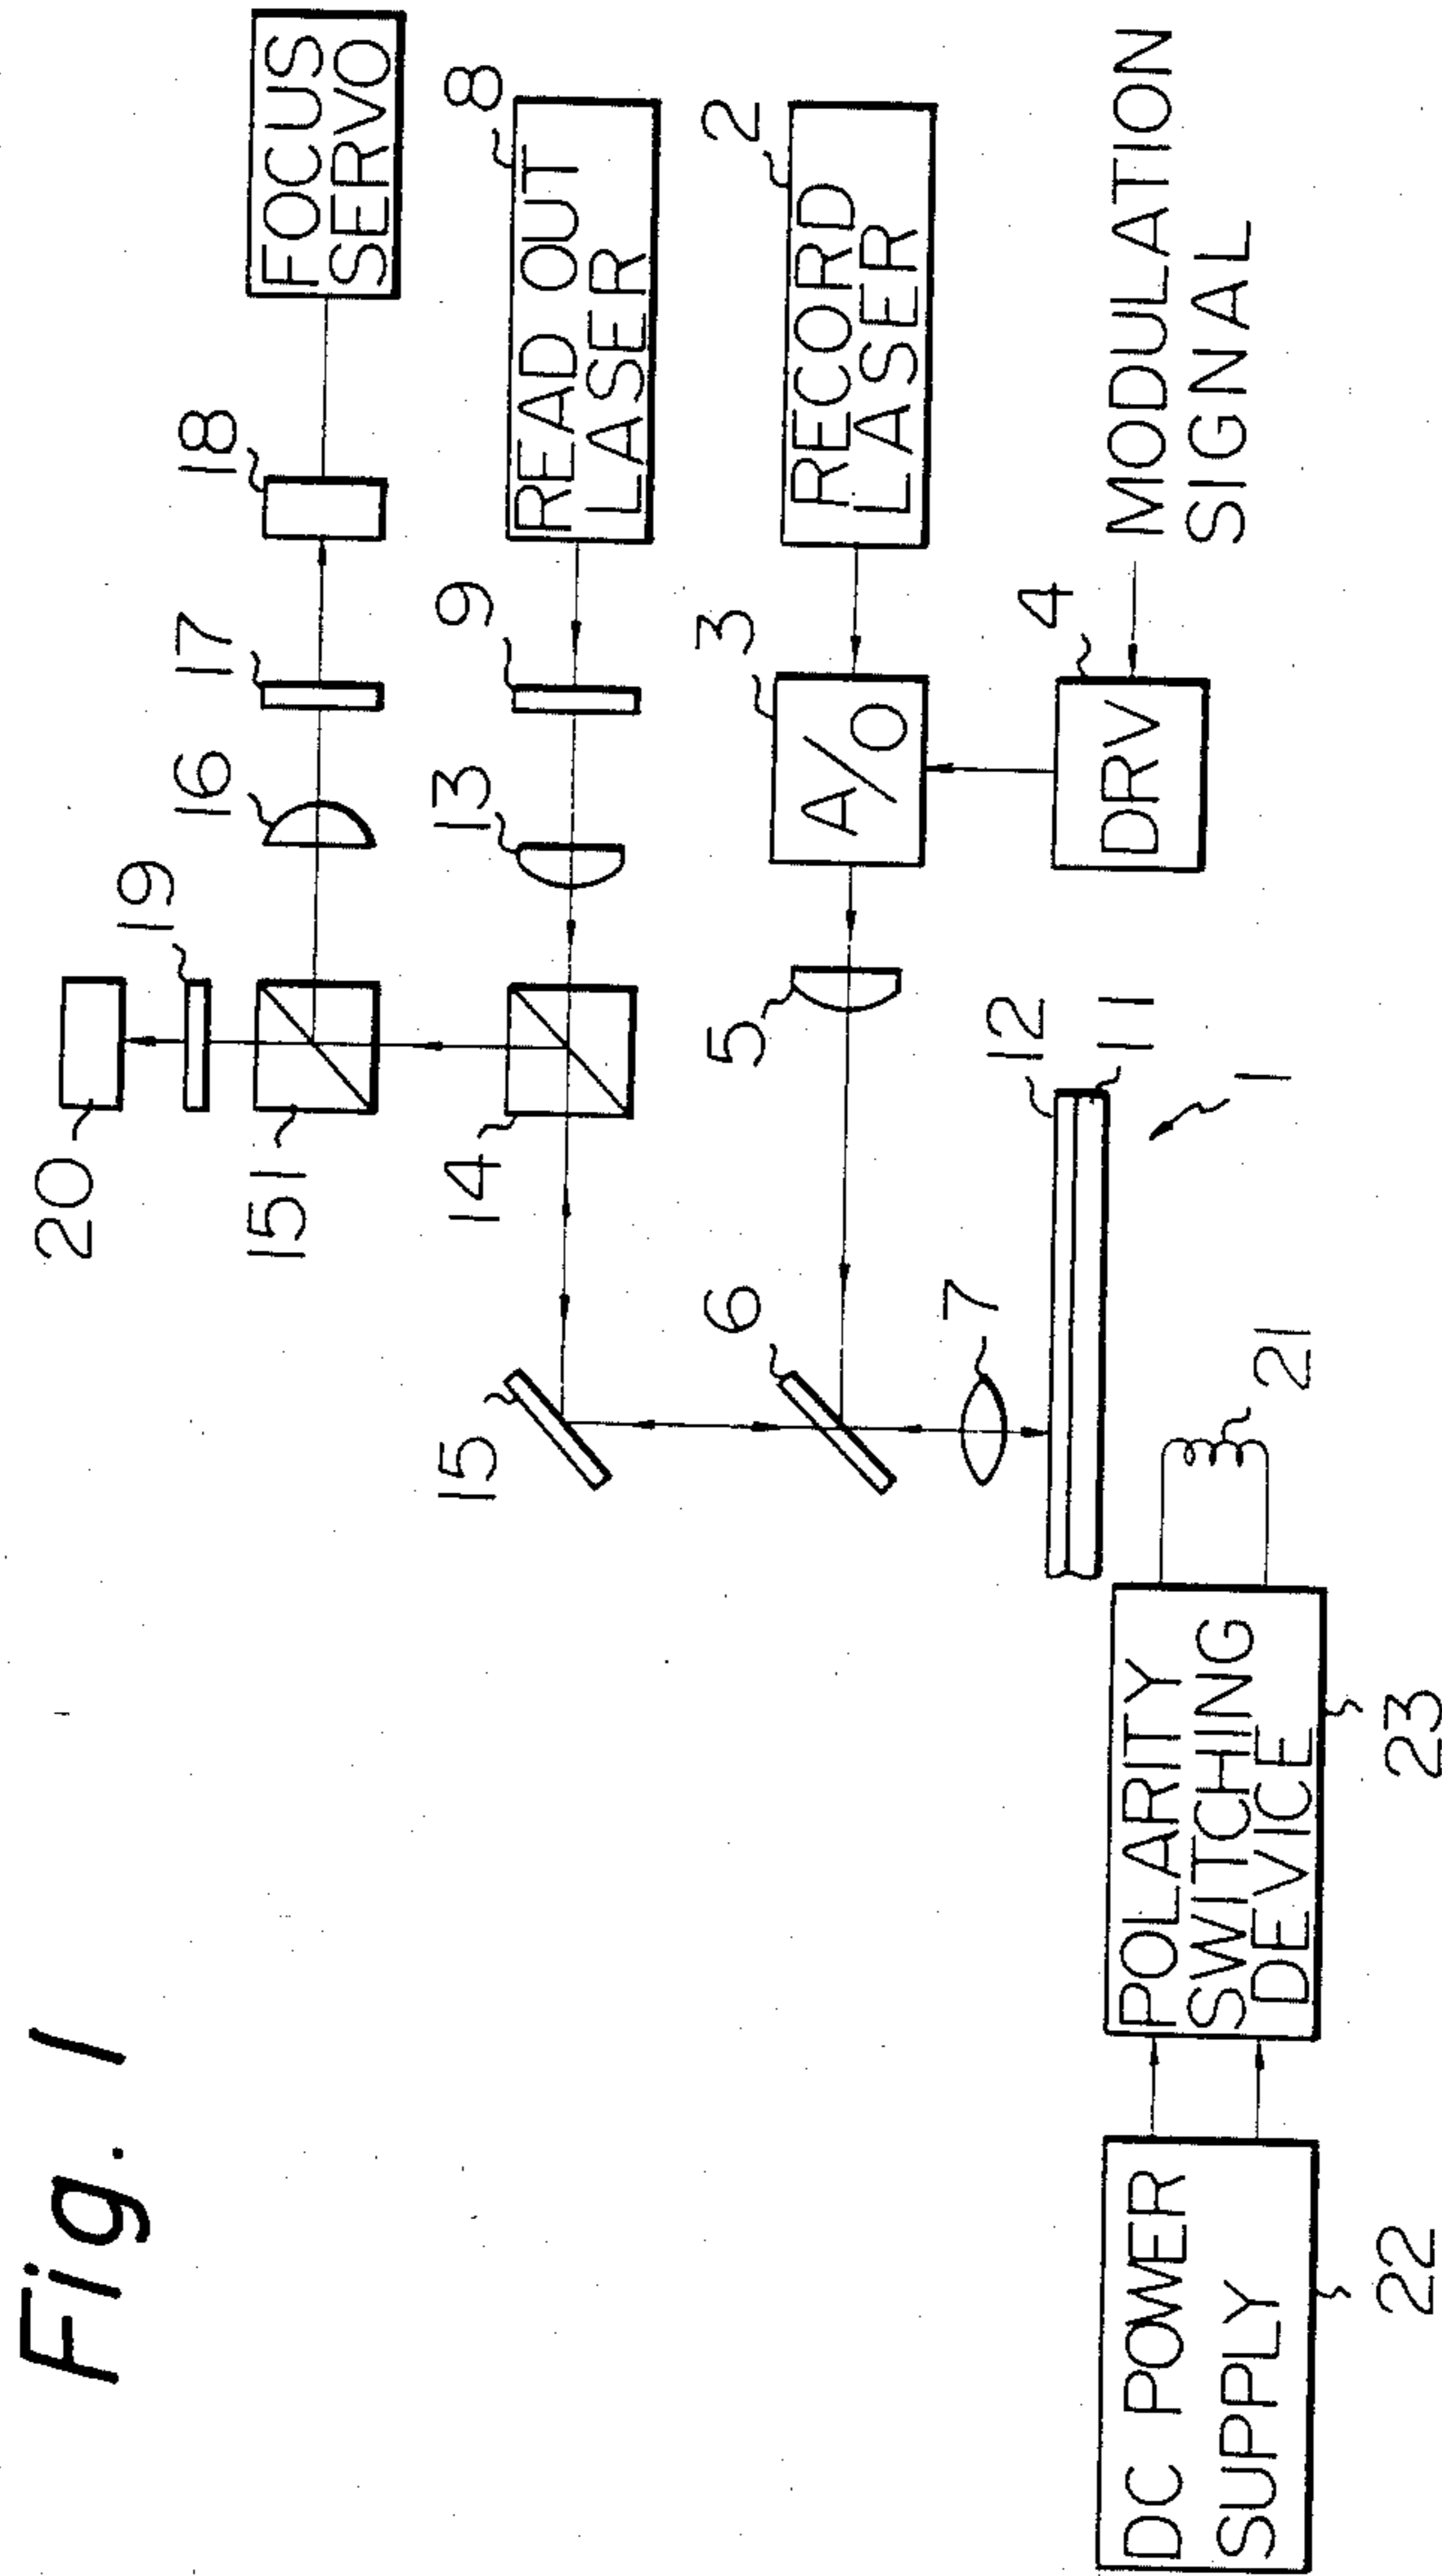 Fig. 1
20
19
151
16
17
18
FOCUS
SERVO
14
13
9
8
READ OUT
LASER
15
6
5
3
A/O
2
RECORD
LASER
7
12
11
1
4
DRV
MODULATION
SIGNAL
21
DC POWER
SUPPLY
22
POLARITY
SWITCHING
DEVICE
23